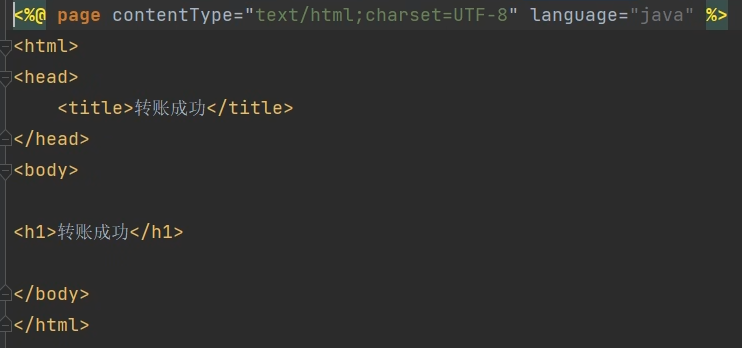 <%@ page contentType="text/html;charset=UTF-8" language="java" %>
<html>
<head>
    <title>转账成功</title>
</head>
<body>
<h1>转账成功</h1>
</body>
</html>